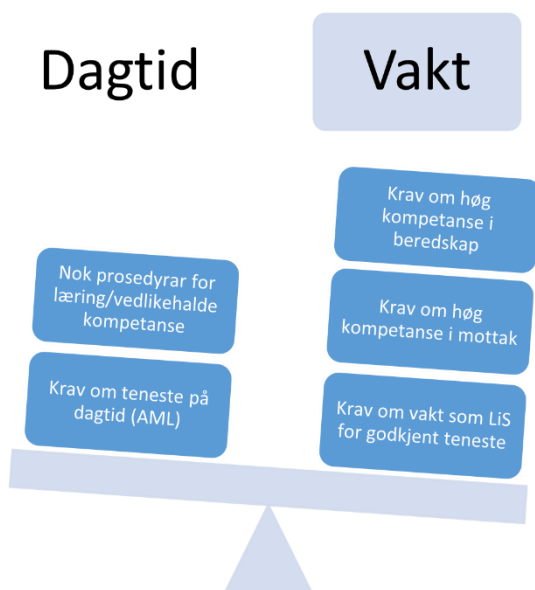 Dagtid
Vakt
Nok prosedyrar for
læring/vedlikehalde
kompetanse
Krav om teneste på
dagtid (AML)
Krav om høg
kompetanse i
beredskap
Krav om høg
kompetanse i mottak
Krav om vakt som LiS
for godkjent teneste